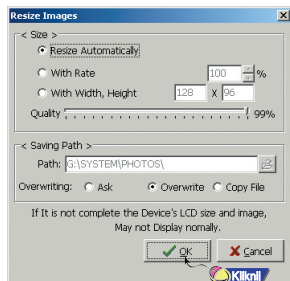 Resize Images
< Size >
Resize Automatically
With Rate 100 %
With Width, Height 128 X 96
Quality 99%
< Saving Path >
Path: G:\SYSTEM\PHOTOS\
Overwriting: Ask Overwrite Copy File
If It is not complete the Device's LCD size and image,
May not Display nomally.
OK Cancel
Kliknij